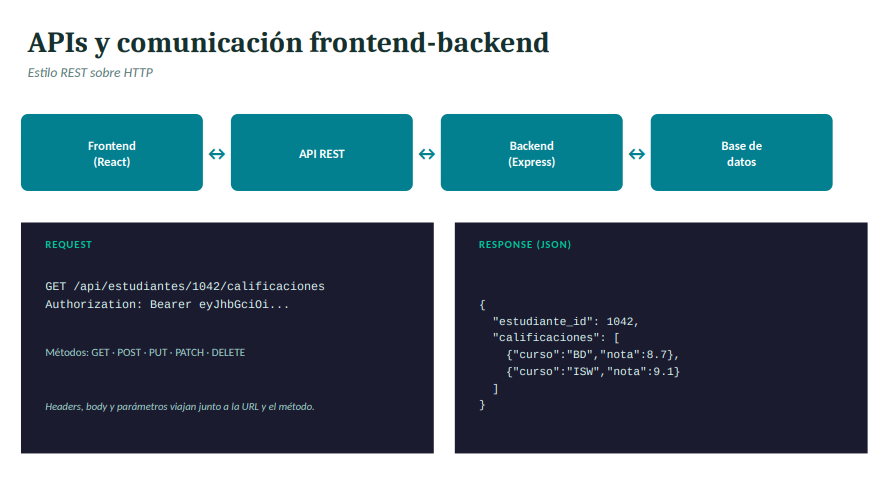 APIs y comunicación frontend-backend
Estilo REST sobre HTTP
Frontend
(React)
↔
API REST
↔
Backend
(Express)
↔
Base de
datos
REQUEST
GET /api/estudiantes/1042/calificaciones
Authorization: Bearer eyJhbGciOi...
Métodos: GET · POST · PUT · PATCH · DELETE
Headers, body y parámetros viajan junto a la URL y el método.
RESPONSE (JSON)
{
  "estudiante_id": 1042,
  "calificaciones": [
    {"curso":"BD","nota":8.7},
    {"curso":"ISW","nota":9.1}
  ]
}